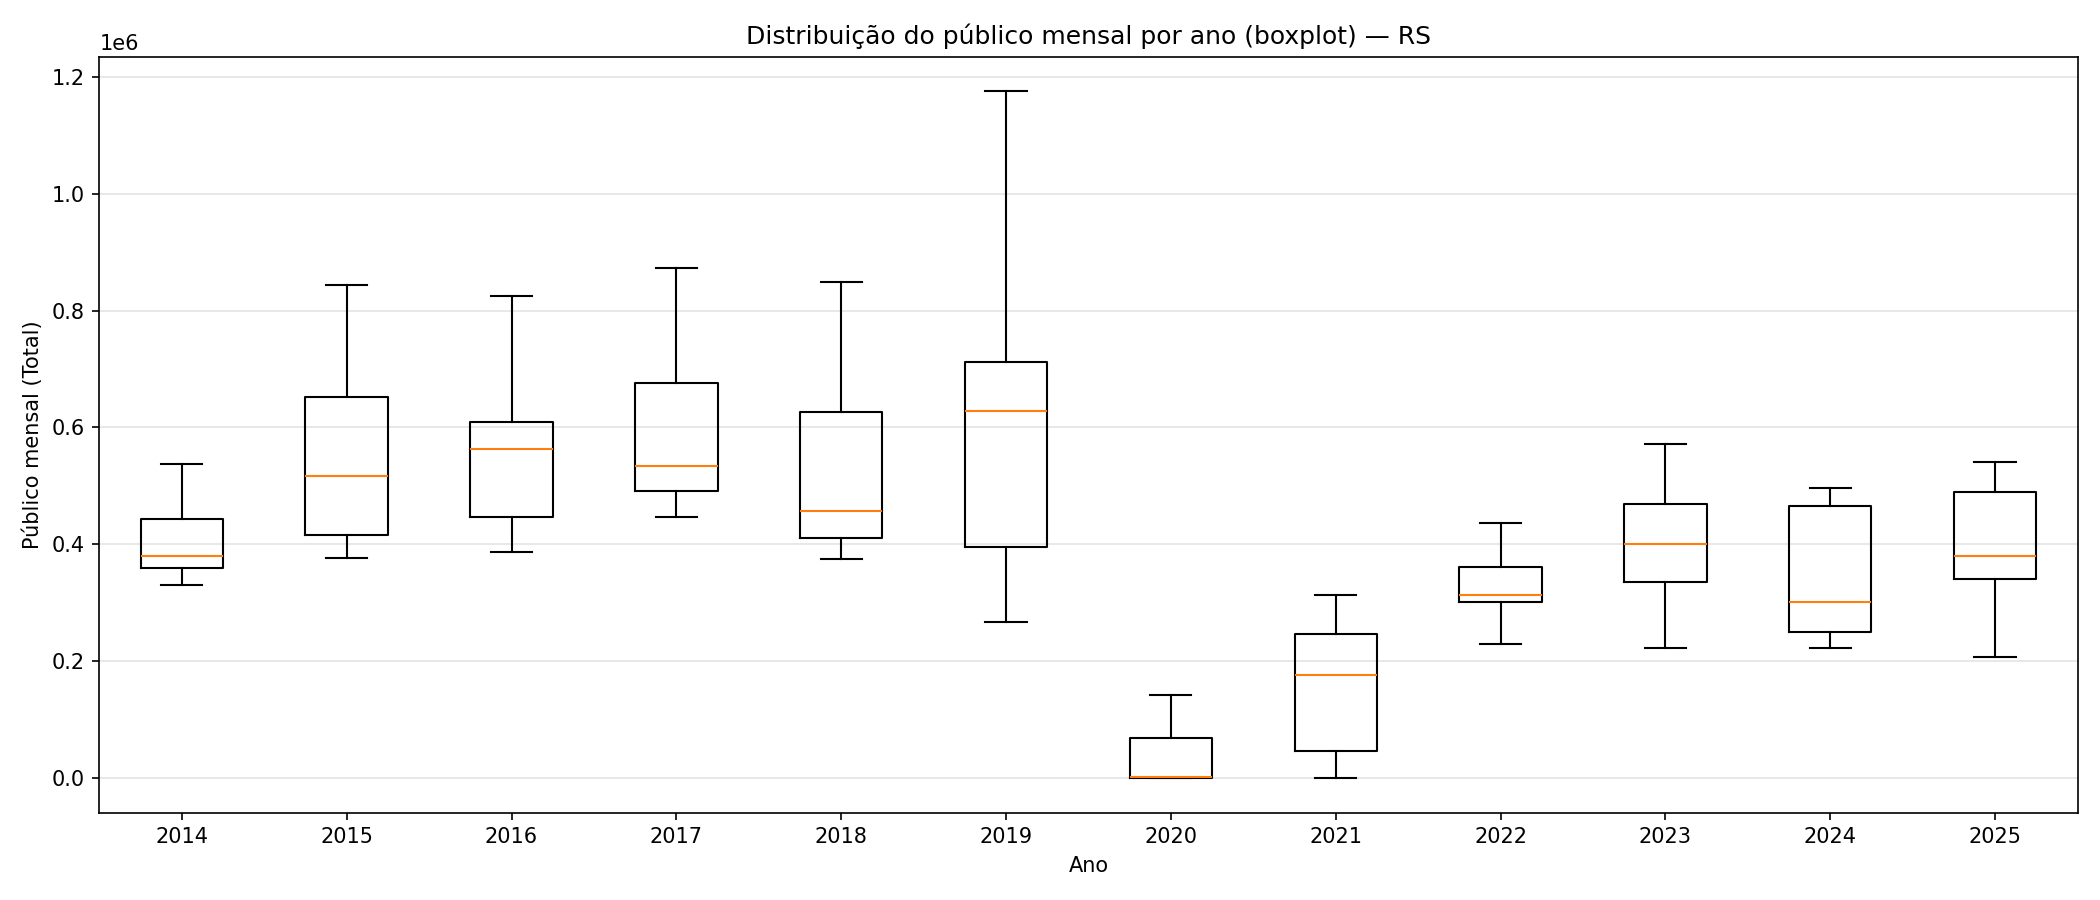 Distribuição do público mensal por ano (boxplot) — RS
1e6
1.2
1.0
0.8
0.6
0.4
0.2
0.0
Público mensal (Total)
2014 2015 2016 2017 2018 2019 2020 2021 2022 2023 2024 2025
Ano